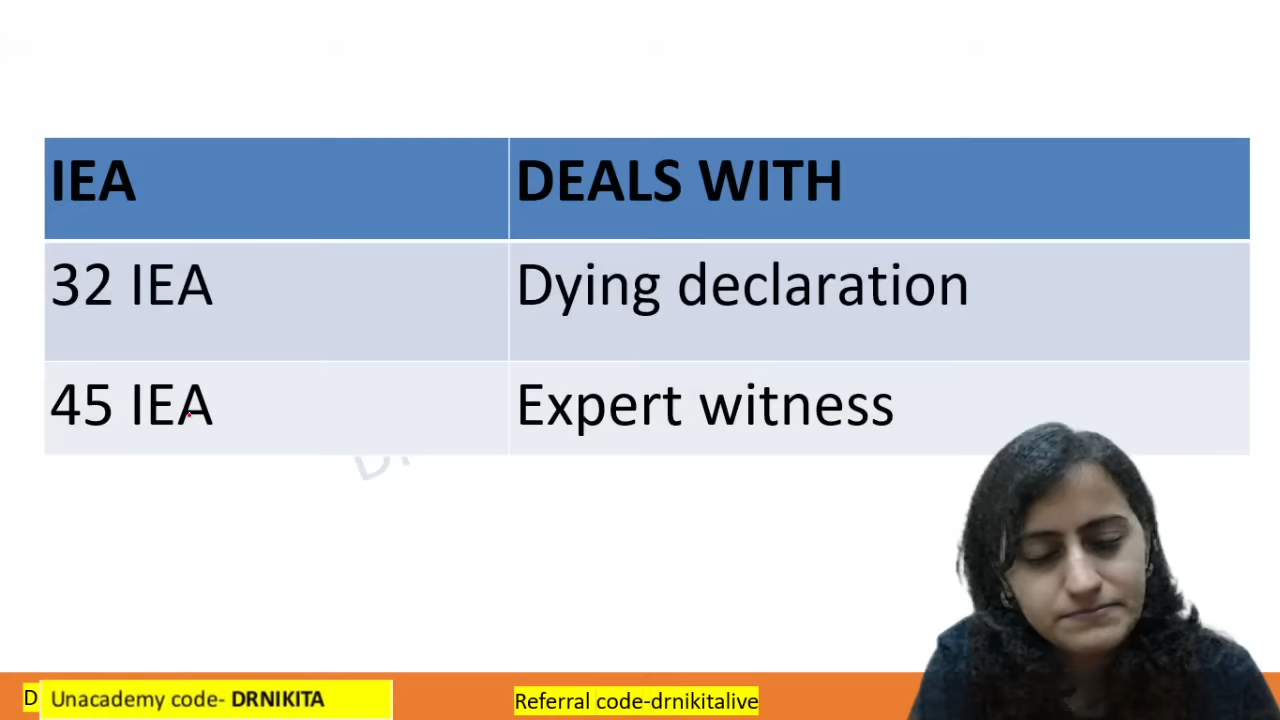 IEA DEALS WITH
32 IEA Dying declaration
45 IEA Expert witness
D
Unacademy code- DRNIKITA
Referral code-drnikitalive